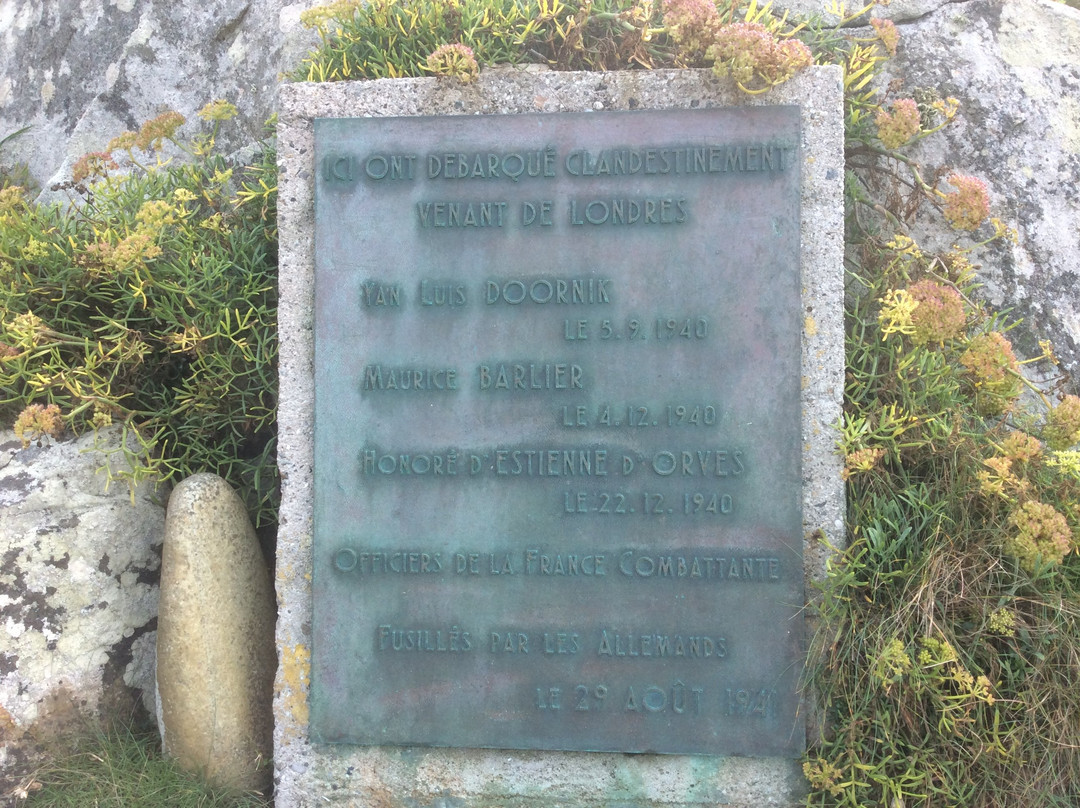 ICI ONT DEBARQUÉ CLANDESTINEMENT
VENANT DE LONDRES
YAN LUIS DOORNIK
LE 5.9.1940
MAURICE BARLIER
LE 4.12.1940
HONORË D'ESTIENNE D'ORVES
LE 22.12.1940
OFFICIERS DE LA FRANCE COMBATTANTE
FUSILLÉS PAR LES ALLEMANDS
LE 29 AOÛT 1941